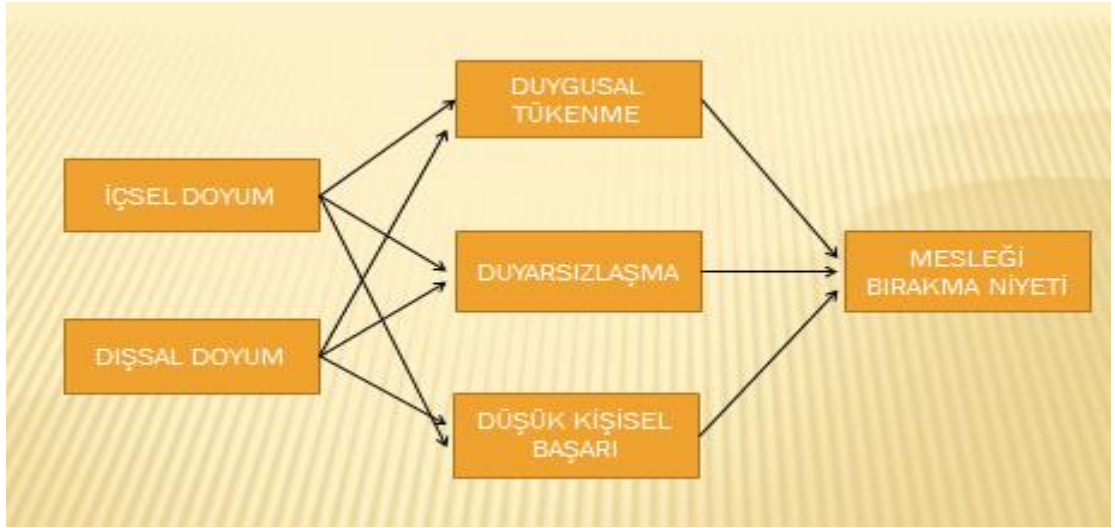 DUYGUSAL
TÜKENME
İÇSEL DOYUM
DUYARSIZLAŞMA
MESLEĞİ
BIRAKMA NİYETİ
DIŞSAL DOYUM
DÜŞÜK KİŞİSEL
BAŞARI